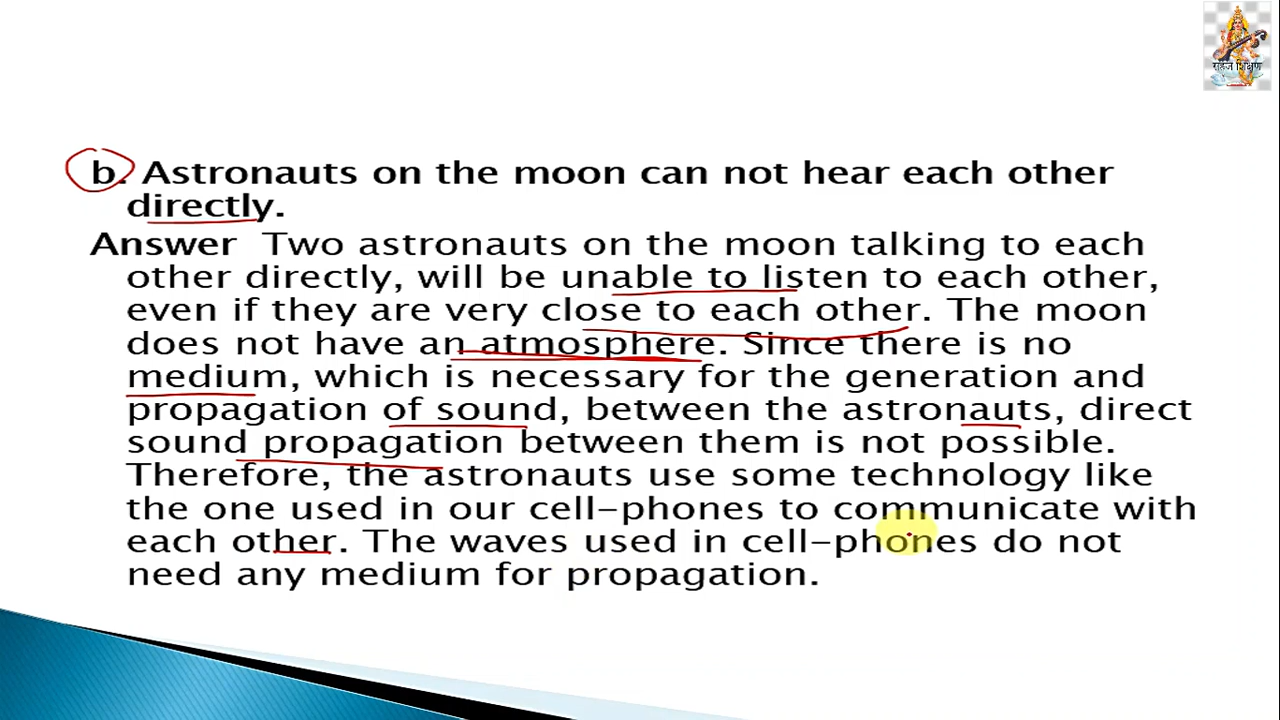 सहज शिक्षण
b. Astronauts on the moon can not hear each other
directly.
Answer Two astronauts on the moon talking to each
other directly, will be unable to listen to each other,
even if they are very close to each other. The moon
does not have an atmosphere. Since there is no
medium, which is necessary for the generation and
propagation of sound, between the astronauts, direct
sound propagation between them is not possible.
Therefore, the astronauts use some technology like
the one used in our cell-phones to communicate with
each other. The waves used in cell-phones do not
need any medium for propagation.